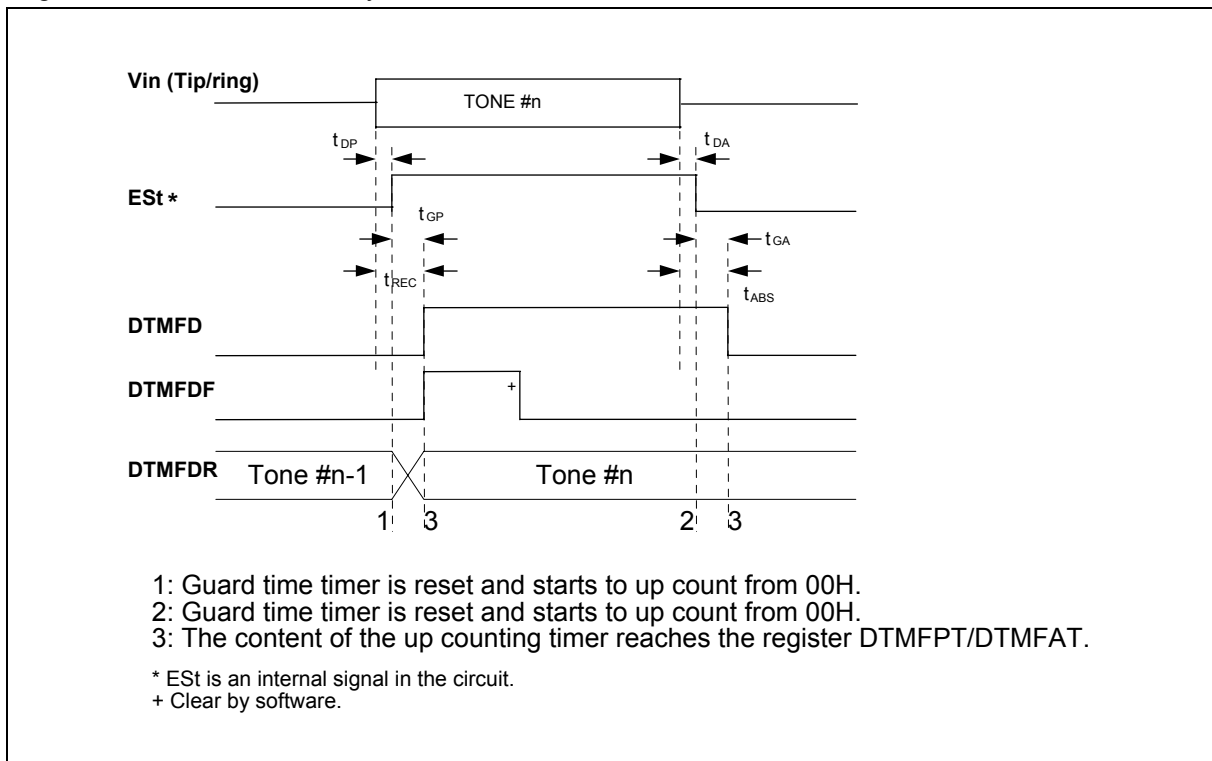 Vin (Tip/ring)
TONE #n
tDP
tDA
ESt *
tGP
tGA
tREC
tABS
DTMFD
DTMFDF
+
DTMFDR
Tone #n-1
Tone #n
1
3
2
3
1: Guard time timer is reset and starts to up count from 00H.
2: Guard time timer is reset and starts to up count from 00H.
3: The content of the up counting timer reaches the register DTMFPT/DTMFAT.
* ESt is an internal signal in the circuit.
+ Clear by software.